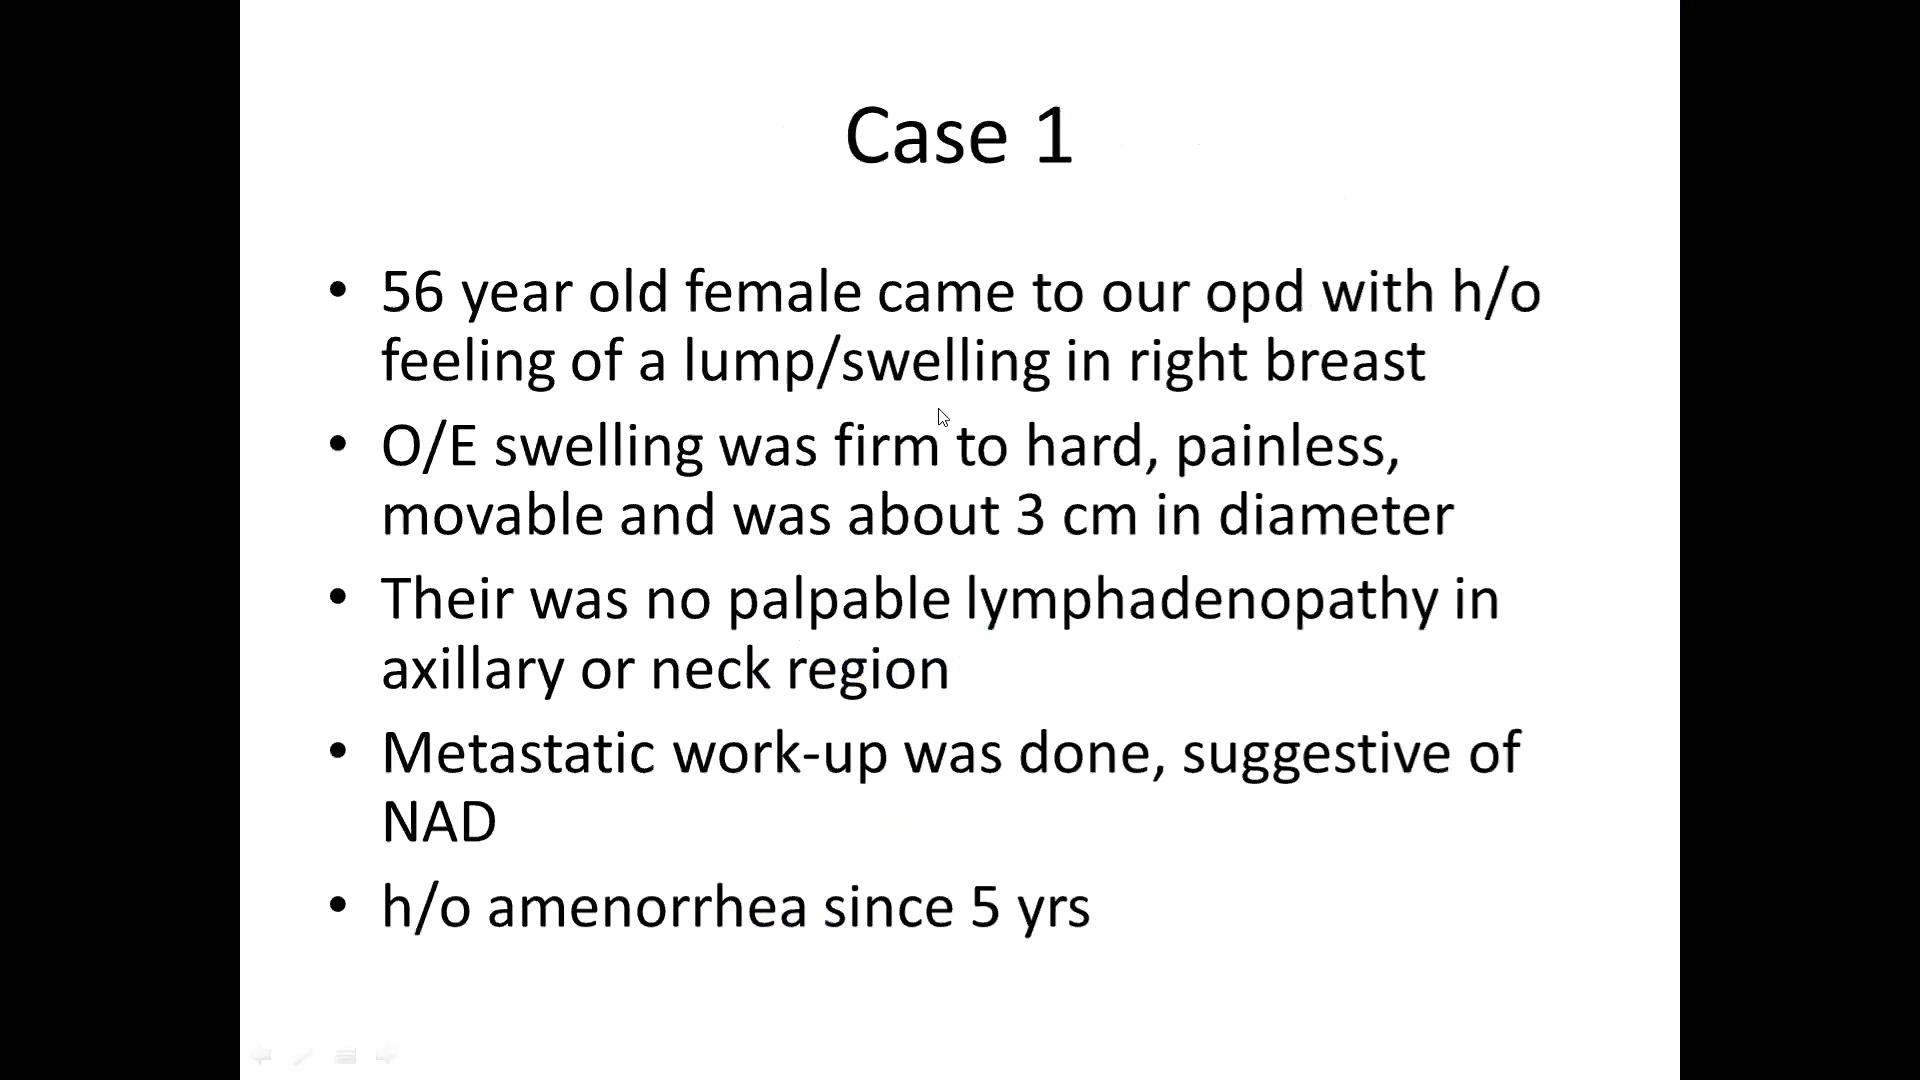 Case 1
• 56 year old female came to our opd with h/o
feeling of a lump/swelling in right breast
• O/E swelling was firm to hard, painless,
movable and was about 3 cm in diameter
• Their was no palpable lymphadenopathy in
axillary or neck region
• Metastatic work-up was done, suggestive of
NAD
• h/o amenorrhea since 5 yrs